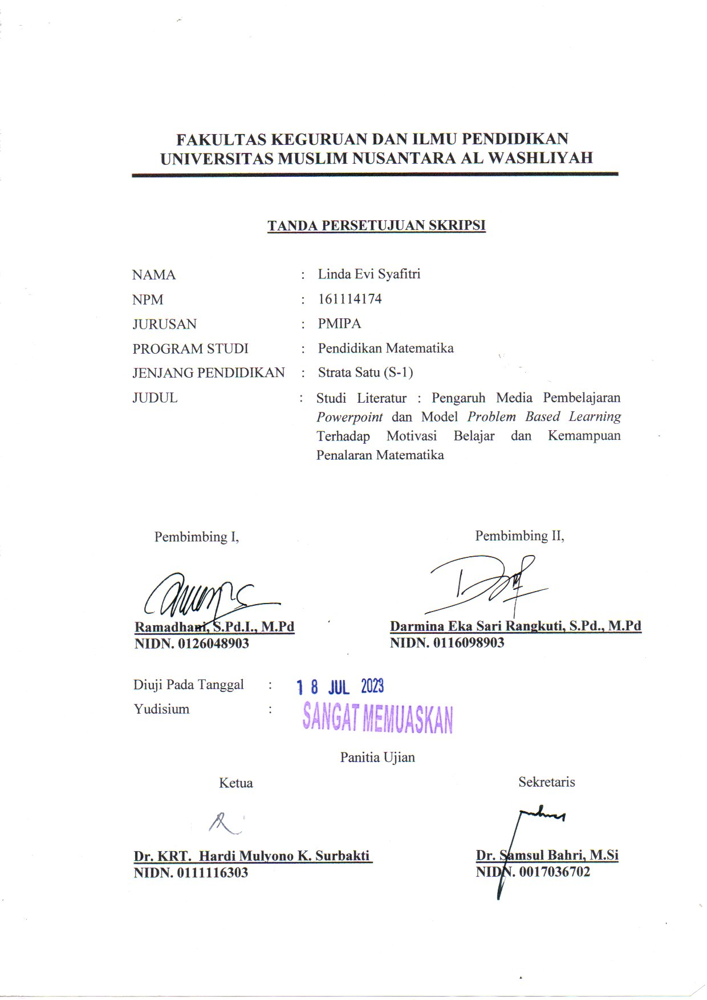 FAKULTAS KEGURUAN DAN ILMU PENDIDIKAN
UNIVERSITAS MUSLIM NUSANTARA AL WASHLIYAH
TANDA PERSETUJUAN SKRIPSI
NAMA : Linda Evi Syafitri
NPM : 161114174
JURUSAN : PMIPA
PROGRAM STUDI : Pendidikan Matematika
JENJANG PENDIDIKAN : Strata Satu (S-1)
JUDUL : Studi Literatur : Pengaruh Media Pembelajaran
Powerpoint dan Model Problem Based Learning
Terhadap Motivasi Belajar dan Kemampuan
Penalaran Matematika
Pembimbing I, Pembimbing II,
Ramadhani, S.Pd.I., M.Pd Darmina Eka Sari Rangkuti, S.Pd., M.Pd
NIDN. 0126048903 NIDN. 0116098903
Diuji Pada Tanggal : 18 JUL 2023
Yudisium : SANGAT MEMUASKAN
Panitia Ujian
Ketua Sekretaris
Dr. KRT. Hardi Mulyono K. Surbakti Dr. Samsul Bahri, M.Si
NIDN. 0111116303 NIDN. 0017036702